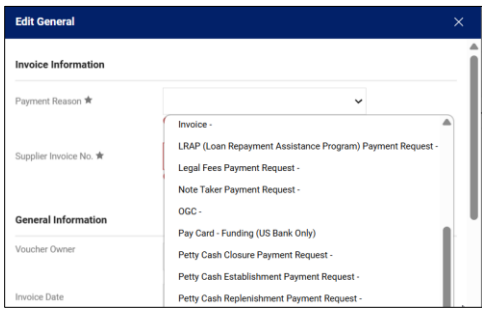 Edit General
Invoice Information
Payment Reason ★
Invoice -
LRAP (Loan Repayment Assistance Program) Payment Request -
Supplier Invoice No. ★
Legal Fees Payment Request -
Note Taker Payment Request -
OGC -
General Information
Pay Card - Funding (US Bank Only)
Voucher Owner
Petty Cash Closure Payment Request -
Petty Cash Establishment Payment Request -
Invoice Date
Petty Cash Replenishment Payment Request -